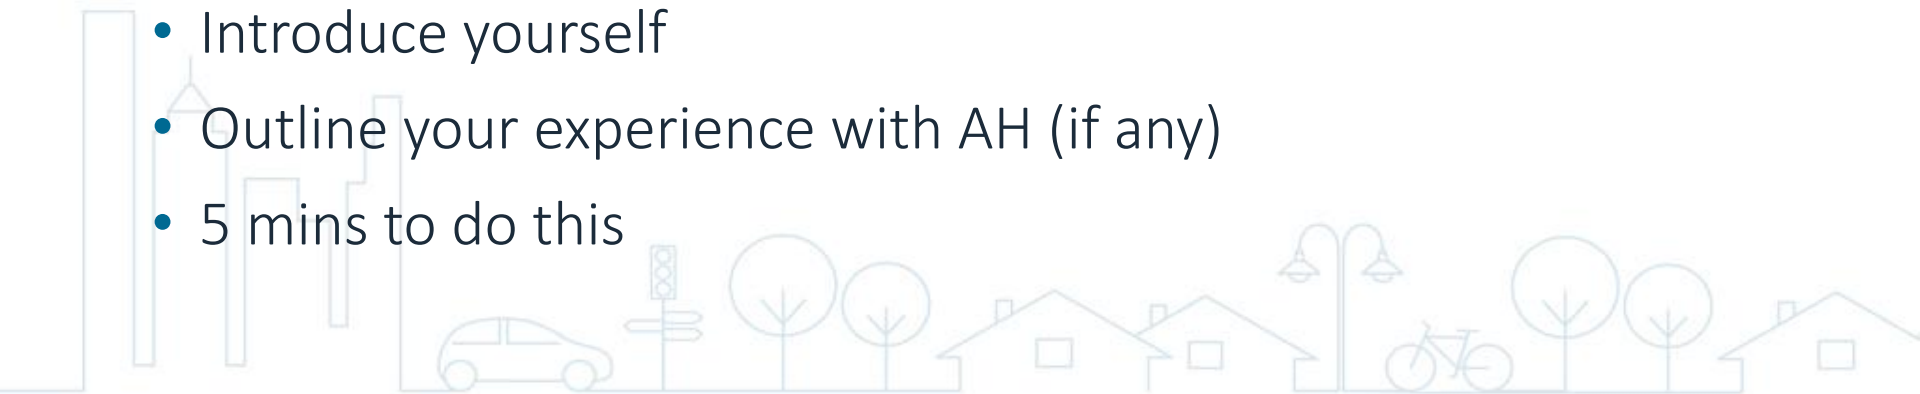 • Introduce yourself
• Outline your experience with AH (if any)
• 5 mins to do this